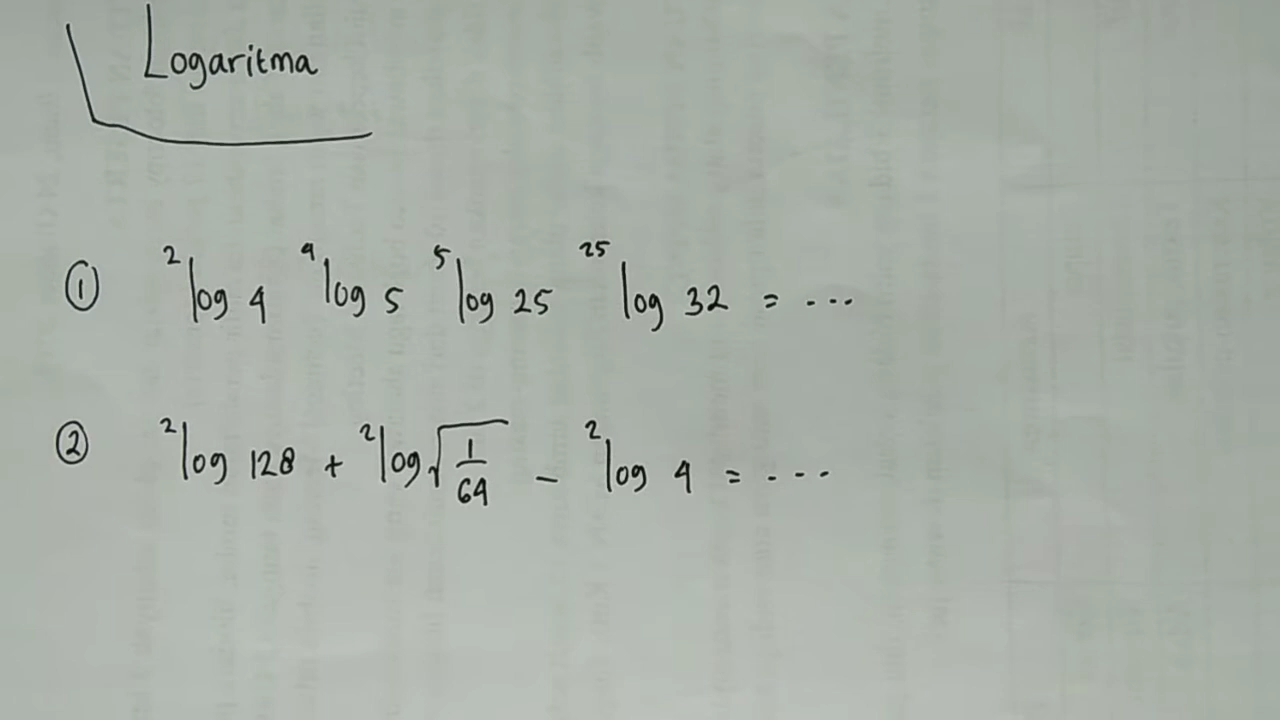 Logaritma
① ²log 4 ⁴log 5 ⁵log 25 ²⁵log 32 = ...
② ²log 128 + ²log √(1/64) - ²log 4 = ...